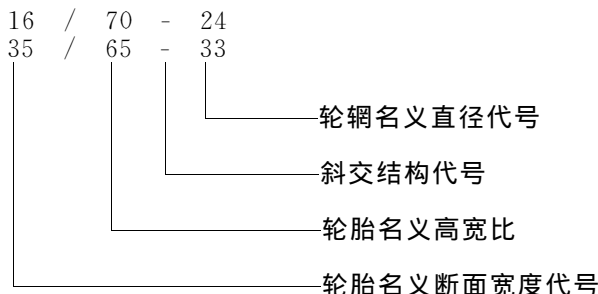 16 / 70 - 24
35 / 65 - 33
轮辋名义直径代号
斜交结构代号
轮胎名义高宽比
轮胎名义断面宽度代号